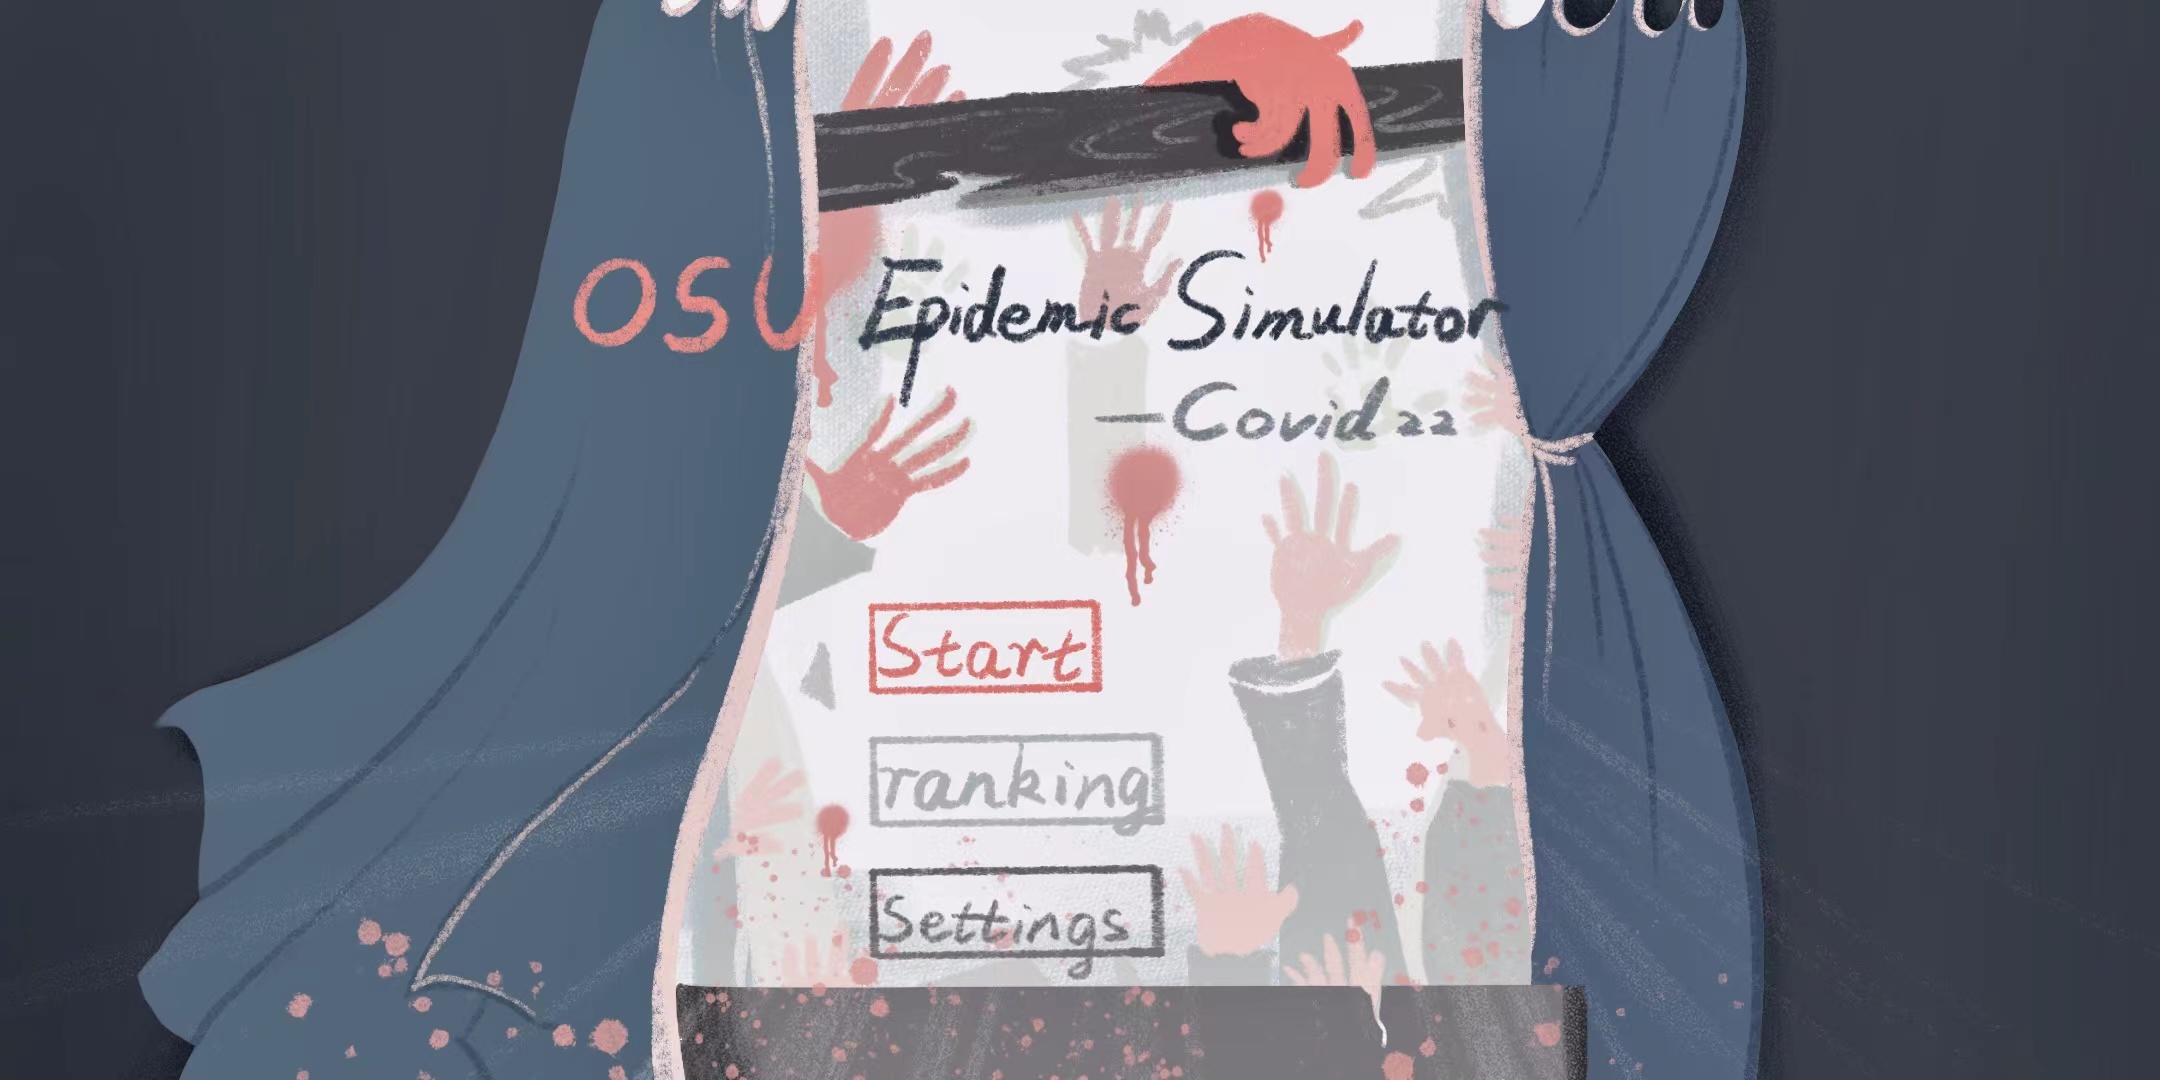 OSU Epidemic Simulator
—Covid 22
Start
ranking
Settings